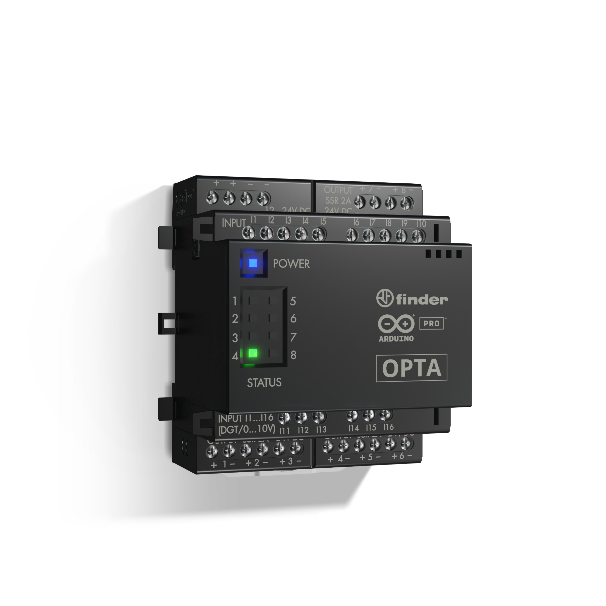 + + - -
24V DC
OUTPUT
SSR 2A
24V DC
INPUT I1 I2 I3 I4 I5 I6 I7 I8 I9 I10
POWER
1 5
2 6
3 7
4 8
STATUS
finder
ARDUINO
PRO
OPTA
INPUT I1...I16
(DGT/0...10V) I11 I12 I13 I14 I15 I16
+ 1 - + 2 - + 3 - + 4 - + 5 - + 6 -